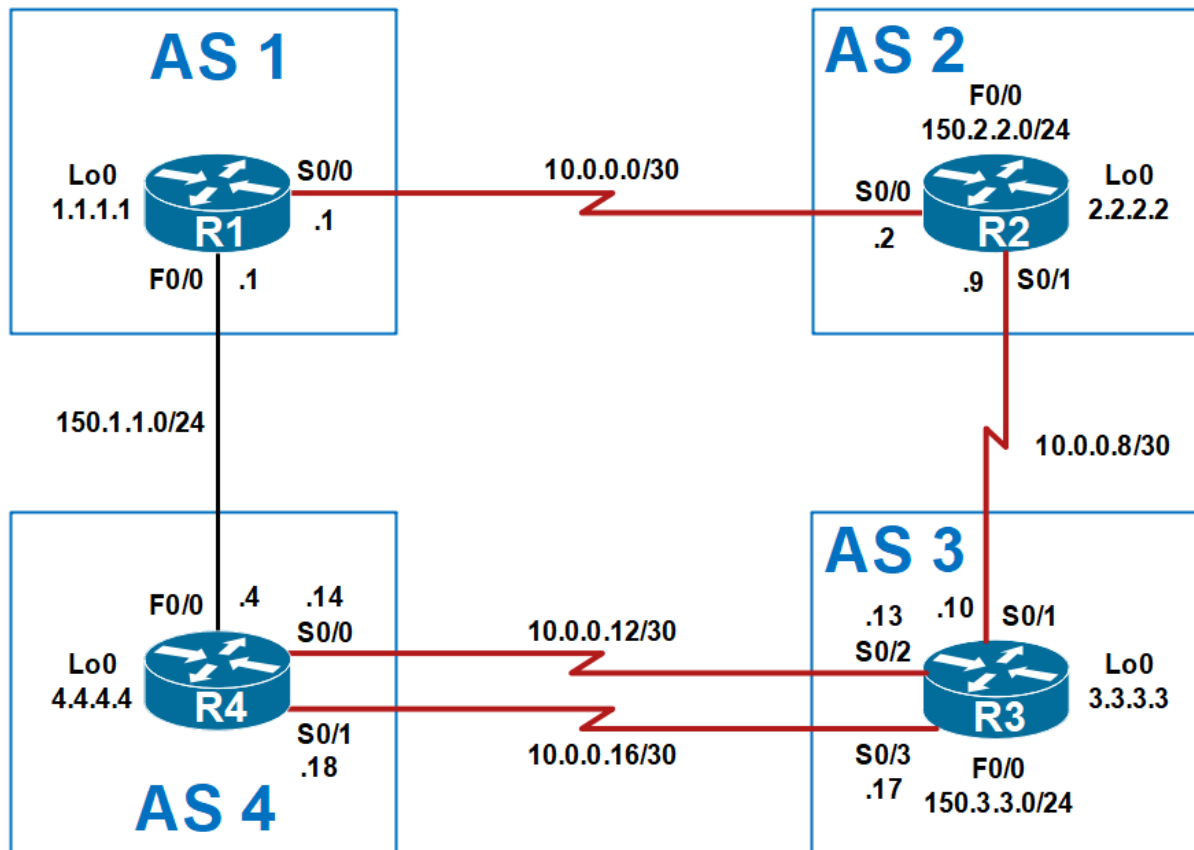 AS 1
Lo0
1.1.1.1
S0/0
.1
R1
F0/0
.1
10.0.0.0/30
AS 2
F0/0
150.2.2.0/24
S0/0
.2
Lo0
2.2.2.2
R2
.9
S0/1
150.1.1.0/24
10.0.0.8/30
F0/0
.4
.14
S0/0
Lo0
4.4.4.4
R4
S0/1
.18
AS 4
10.0.0.12/30
10.0.0.16/30
AS 3
.13
.10
S0/1
S0/2
Lo0
3.3.3.3
R3
S0/3
.17
F0/0
150.3.3.0/24